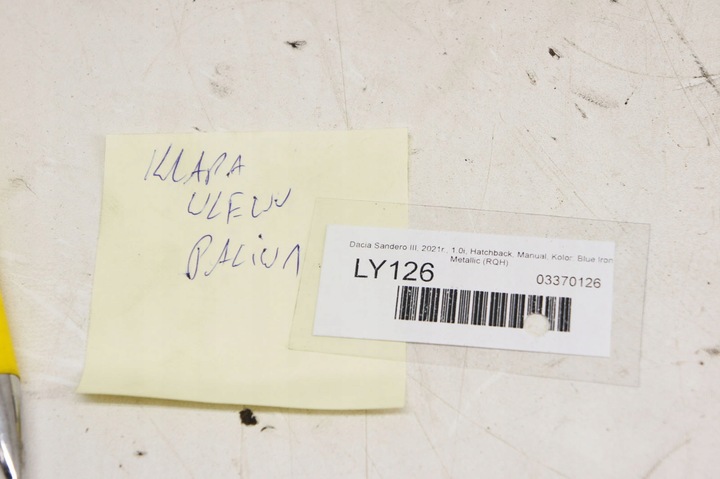 KLAPA
WLEWU
PALIWA
Dacia Sandero III, 2021r., 1.0i, Hatchback, Manual, Kolor: Blue Iron
Metallic (RQH)
LY126
03370126